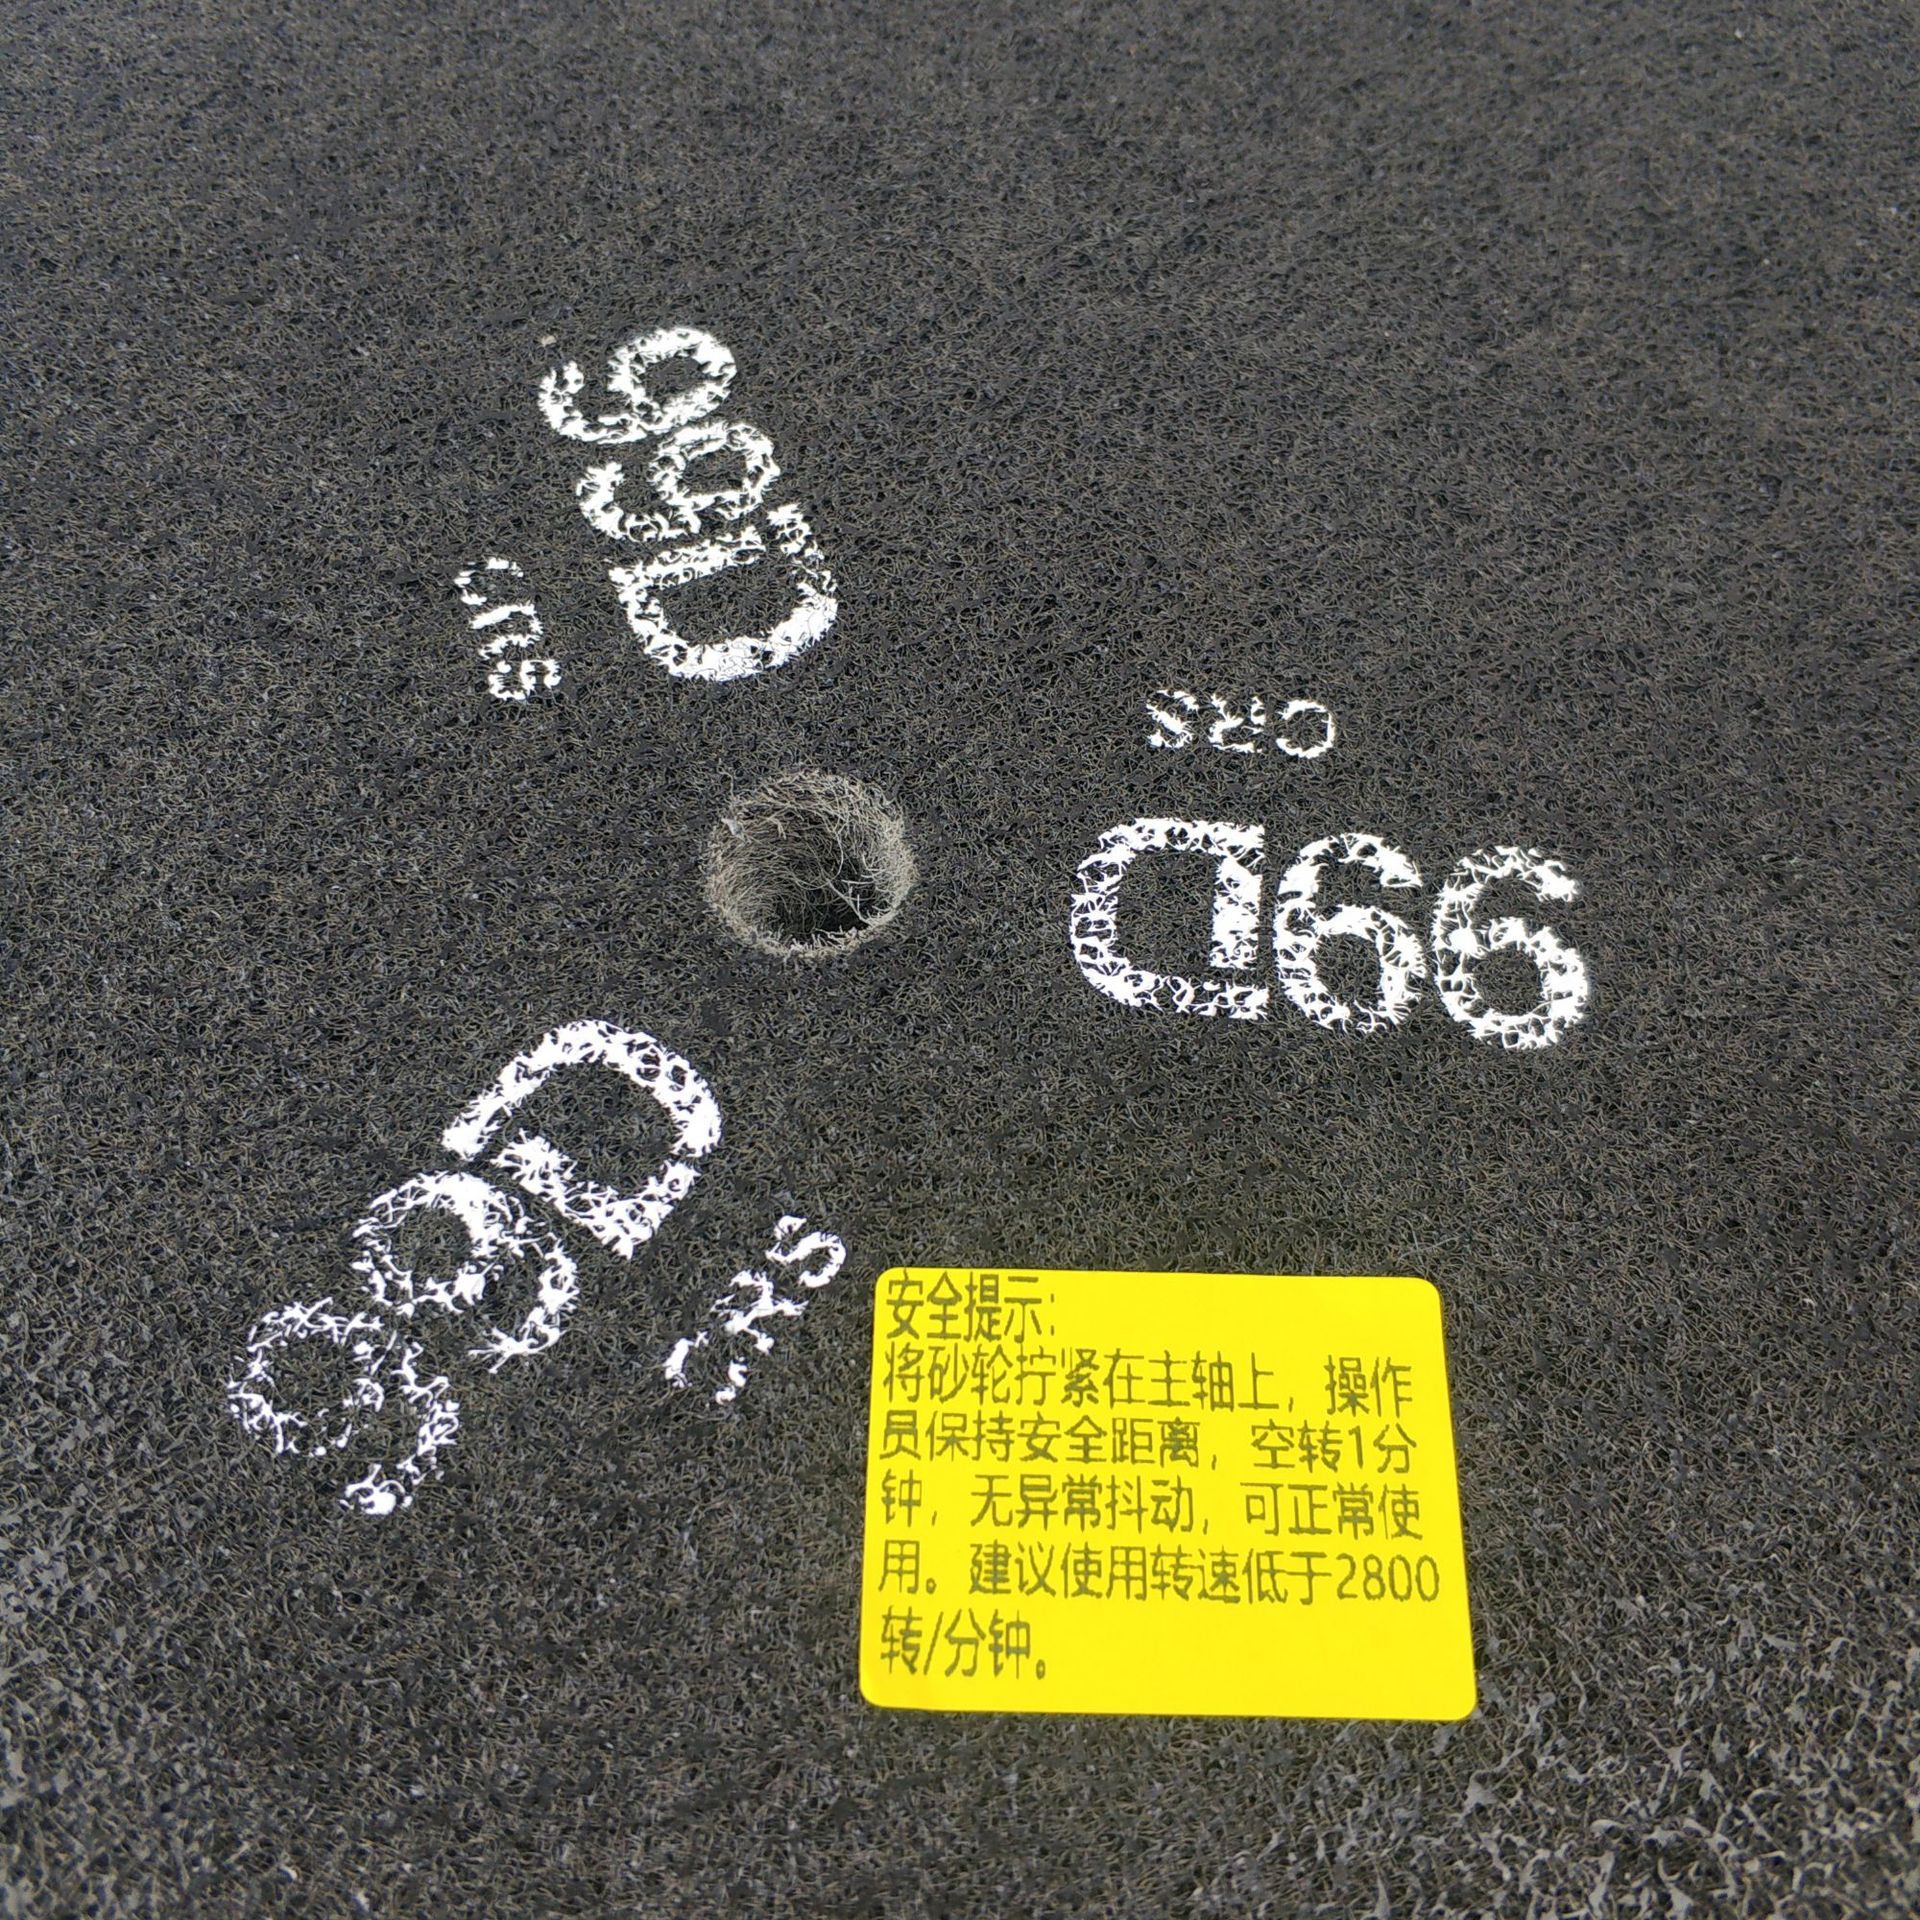 99D
CRS
99D
CRS
99D
CRS
安全提示：
将砂轮拧紧在主轴上，操作
员保持安全距离，空转1分
钟，无异常抖动，可正常使
用。建议使用转速低于2800
转/分钟。